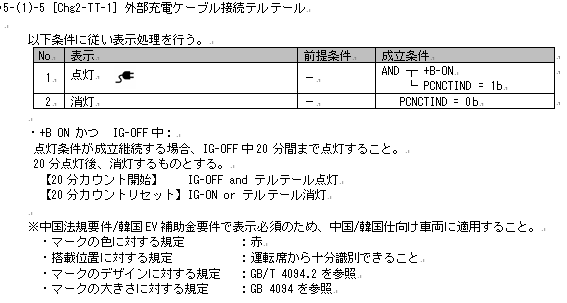 5-(1)-5 [Chg2-TT-1] 外部充電ケーブル接続テルテール
以下条件に従い表示処理を行う。
No 表示 前提条件 成立条件
1 点灯 － AND ┬ +B-ON
└ PCNCTIND = 1b
2 消灯 － PCNCTIND = 0b
・+B ON かつ IG-OFF 中：
点灯条件が成立継続する場合、IG-OFF 中 20 分間まで点灯すること。
20 分点灯後、消灯するものとする。
【20 分カウント開始】 IG-OFF and テルテール点灯
【20 分カウントリセット】IG-ON or テルテール消灯
※中国法規要件/韓国 EV 補助金要件で表示必須のため、中国/韓国仕向け車両に適用すること。
・マークの色に対する規定 ：赤
・搭載位置に対する規定 ：運転席から十分識別できること
・マークのデザインに対する規定 ：GB/T 4094.2 を参照
・マークの大きさに対する規定 ：GB 4094 を参照